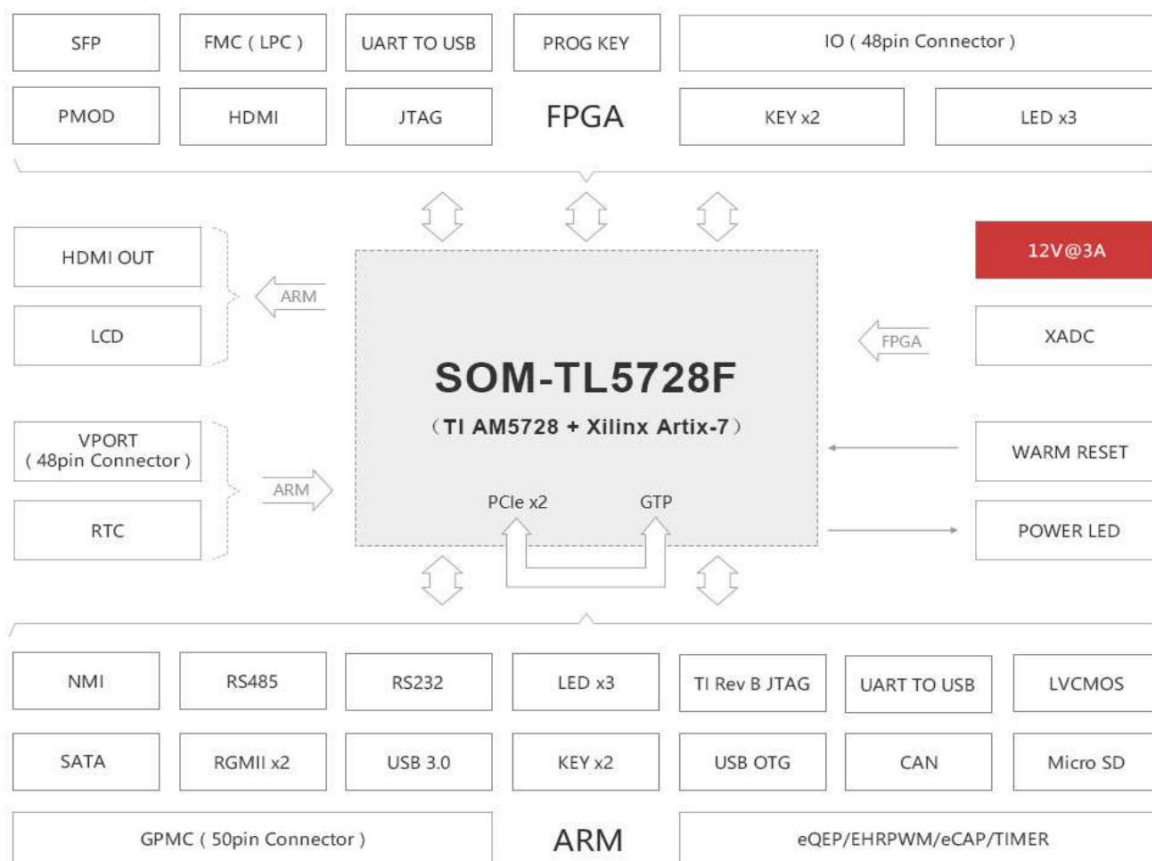 SFP
FMC ( LPC )
UART TO USB
PROG KEY
IO ( 48pin Connector )
PMOD
HDMI
JTAG
FPGA
KEY x2
LED x3
HDMI OUT
LCD
ARM
12V@3A
XADC
FPGA
SOM-TL5728F
（TI AM5728 + Xilinx Artix-7）
VPORT
( 48pin Connector )
RTC
ARM
WARM RESET
POWER LED
PCIe x2
GTP
NMI
RS485
RS232
LED x3
TI Rev B JTAG
UART TO USB
LVCMOS
SATA
RGMII x2
USB 3.0
KEY x2
USB OTG
CAN
Micro SD
GPMC ( 50pin Connector )
ARM
eQEP/EHRPWM/eCAP/TIMER